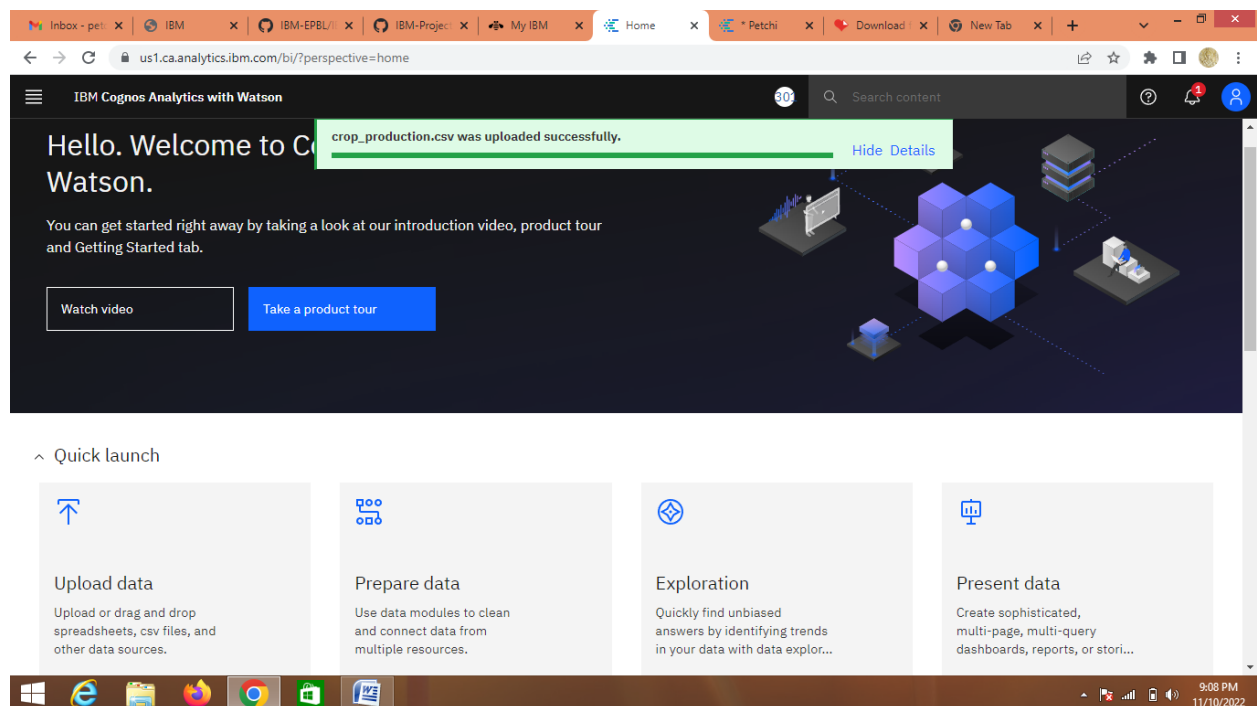 Inbox - pet
IBM
IBM-EPBL/I
IBM-Projec
My IBM
Home
* Petchi
Download
New Tab
us1.ca.analytics.ibm.com/bi/?perspective=home
IBM Cognos Analytics with Watson
301
Search content
1
crop_production.csv was uploaded successfully.
Hide Details
Hello. Welcome to C
Watson.
You can get started right away by taking a look at our introduction video, product tour
and Getting Started tab.
Watch video
Take a product tour
Quick launch
Upload data
Upload or drag and drop
spreadsheets, csv files, and
other data sources.
Prepare data
Use data modules to clean
and connect data from
multiple resources.
Exploration
Quickly find unbiased
answers by identifying trends
in your data with data explor...
Present data
Create sophisticated,
multi-page, multi-query
dashboards, reports, or stori...
9:08 PM
11/10/2022